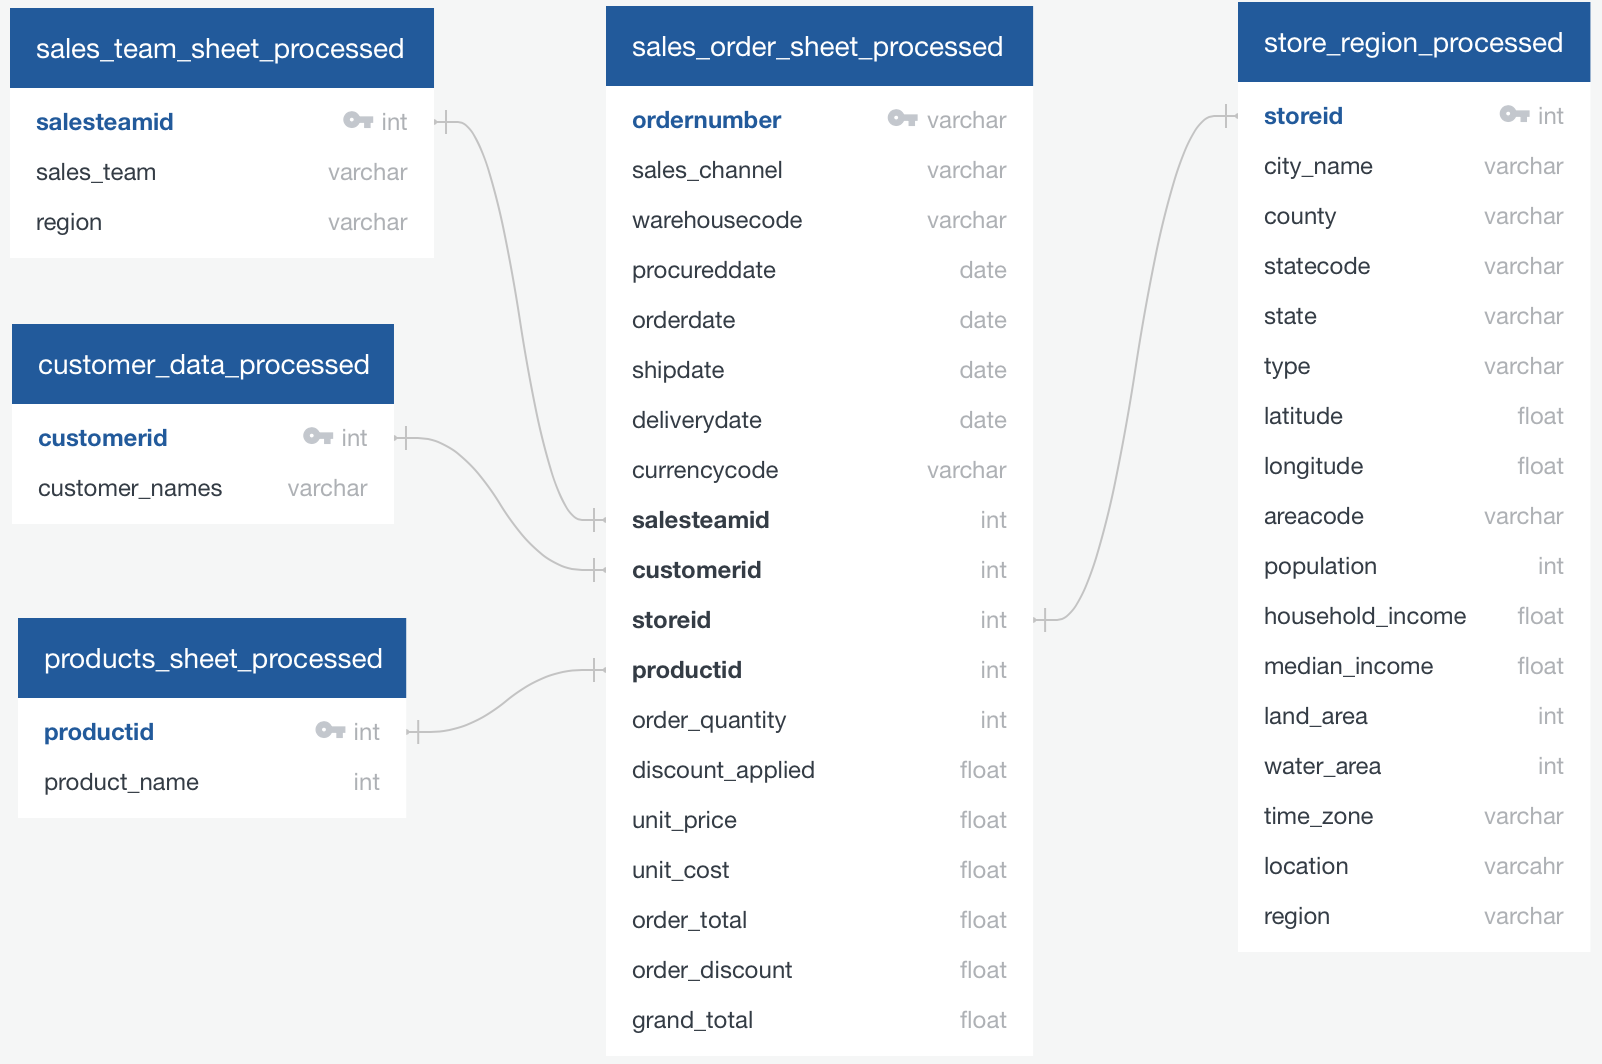 sales_team_sheet_processed
salesteamid int
sales_team varchar
region varchar
customer_data_processed
customerid int
customer_names varchar
products_sheet_processed
productid int
product_name int
sales_order_sheet_processed
ordernumber varchar
sales_channel varchar
warehousecode varchar
procureddate date
orderdate date
shipdate date
deliverydate date
currencycode varchar
salesteamid int
customerid int
storeid int
productid int
order_quantity int
discount_applied float
unit_price float
unit_cost float
order_total float
order_discount float
grand_total float
store_region_processed
storeid int
city_name varchar
county varchar
statecode varchar
state varchar
type varchar
latitude float
longitude float
areacode varchar
population int
household_income float
median_income float
land_area int
water_area int
time_zone varchar
location varcahr
region varchar